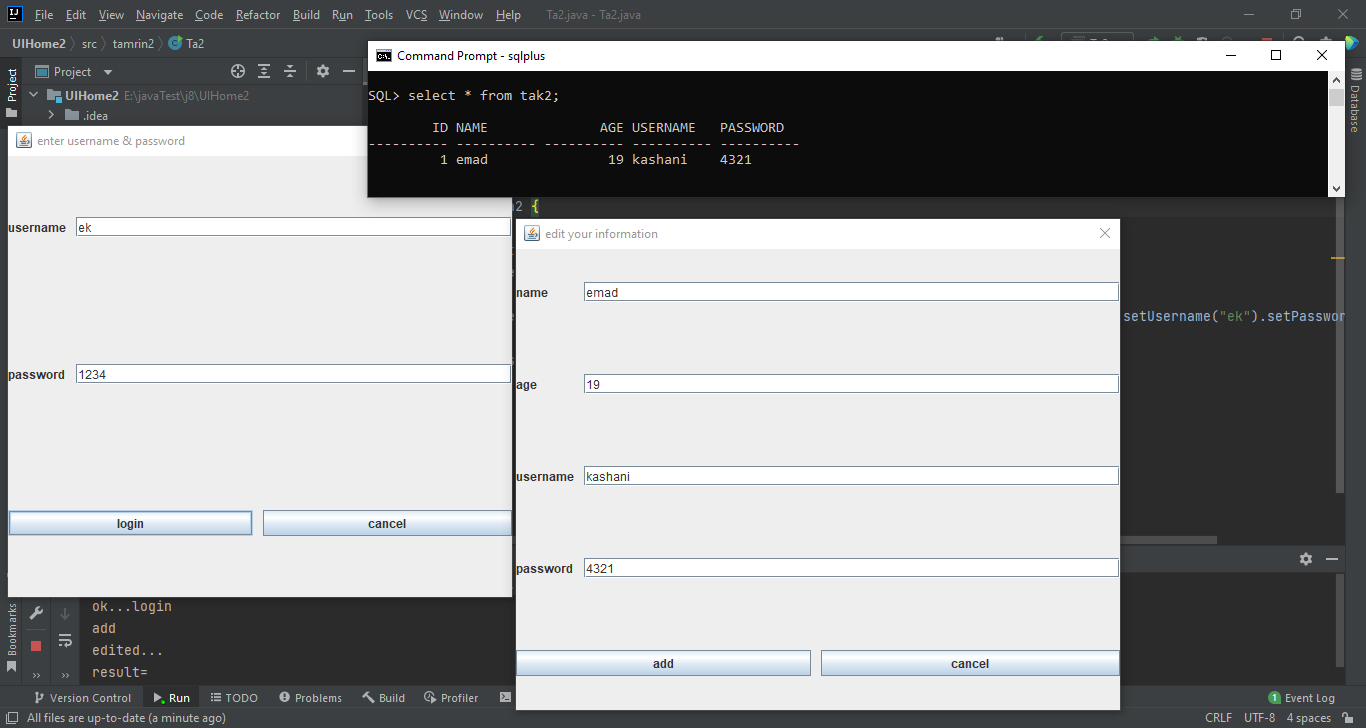 File Edit View Navigate Code Refactor Build Run Tools VCS Window Help Ta2.java - Ta2.java
UIHome2 src tamrin2 Ta2
Command Prompt - sqlplus
Project
Project
UIHome2 E:\javaTest\j8\UIHome2
.idea
Database
SQL> select * from tak2;
ID NAME AGE USERNAME PASSWORD
---------- ---------- ---------- ---------- ----------
1 emad 19 kashani 4321
enter username & password
username ek
password 1234
login cancel
2 {
edit your information
name emad
age 19
username kashani
password 4321
add cancel
setUsername("ek").setPasswor
Bookmarks
ok...login
add
edited...
result=
Version Control Run TODO Problems Build Profiler 1 Event Log
All files are up-to-date (a minute ago) CRLF UTF-8 4 spaces